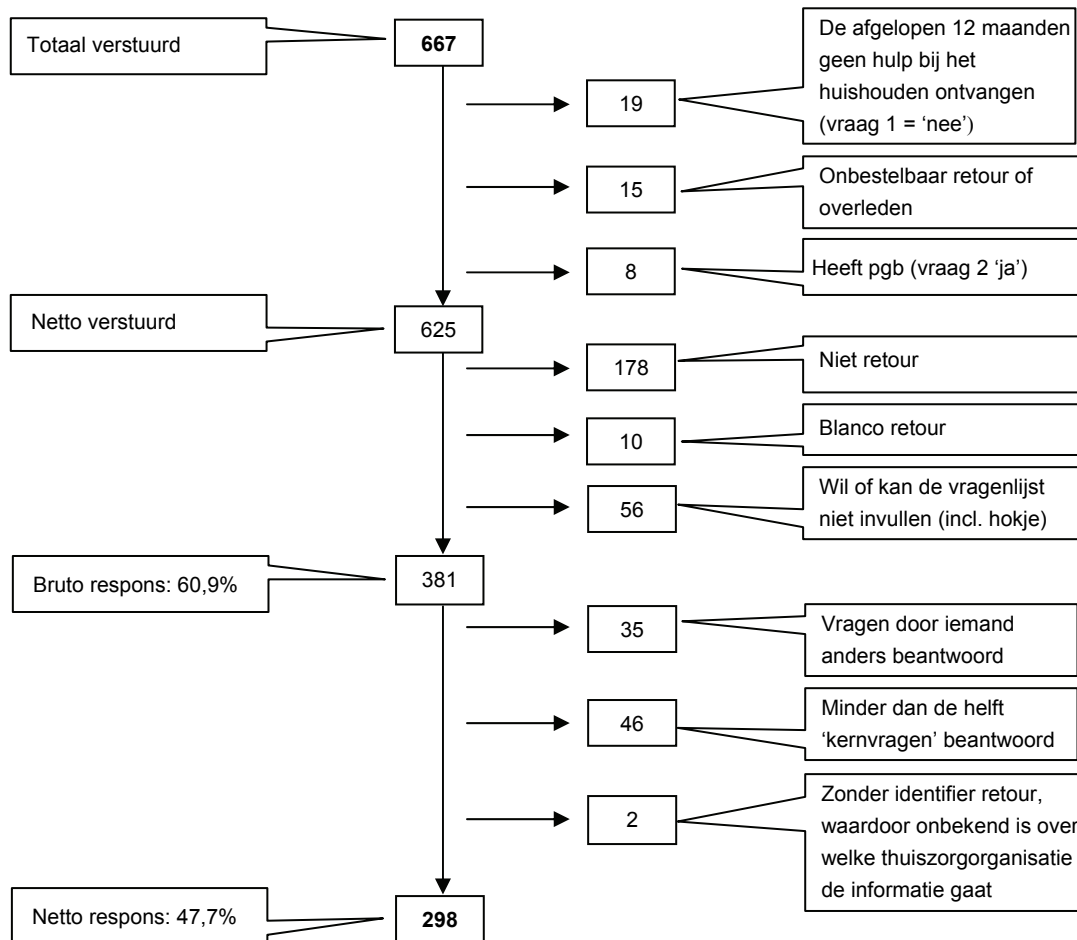 Totaal verstuurd
667
De afgelopen 12 maanden
geen hulp bij het
huishouden ontvangen
(vraag 1 = ‘nee’)
19
Onbestelbaar retour of
overleden
15
Heeft pgb (vraag 2 ‘ja’)
8
Netto verstuurd
625
Niet retour
178
Blanco retour
10
Wil of kan de vragenlijst
niet invullen (incl. hokje)
56
Bruto respons: 60,9%
381
Vragen door iemand
anders beantwoord
35
Minder dan de helft
‘kernvragen’ beantwoord
46
Zonder identifier retour,
waardoor onbekend is over
welke thuiszorgorganisatie
de informatie gaat
2
Netto respons: 47,7%
298